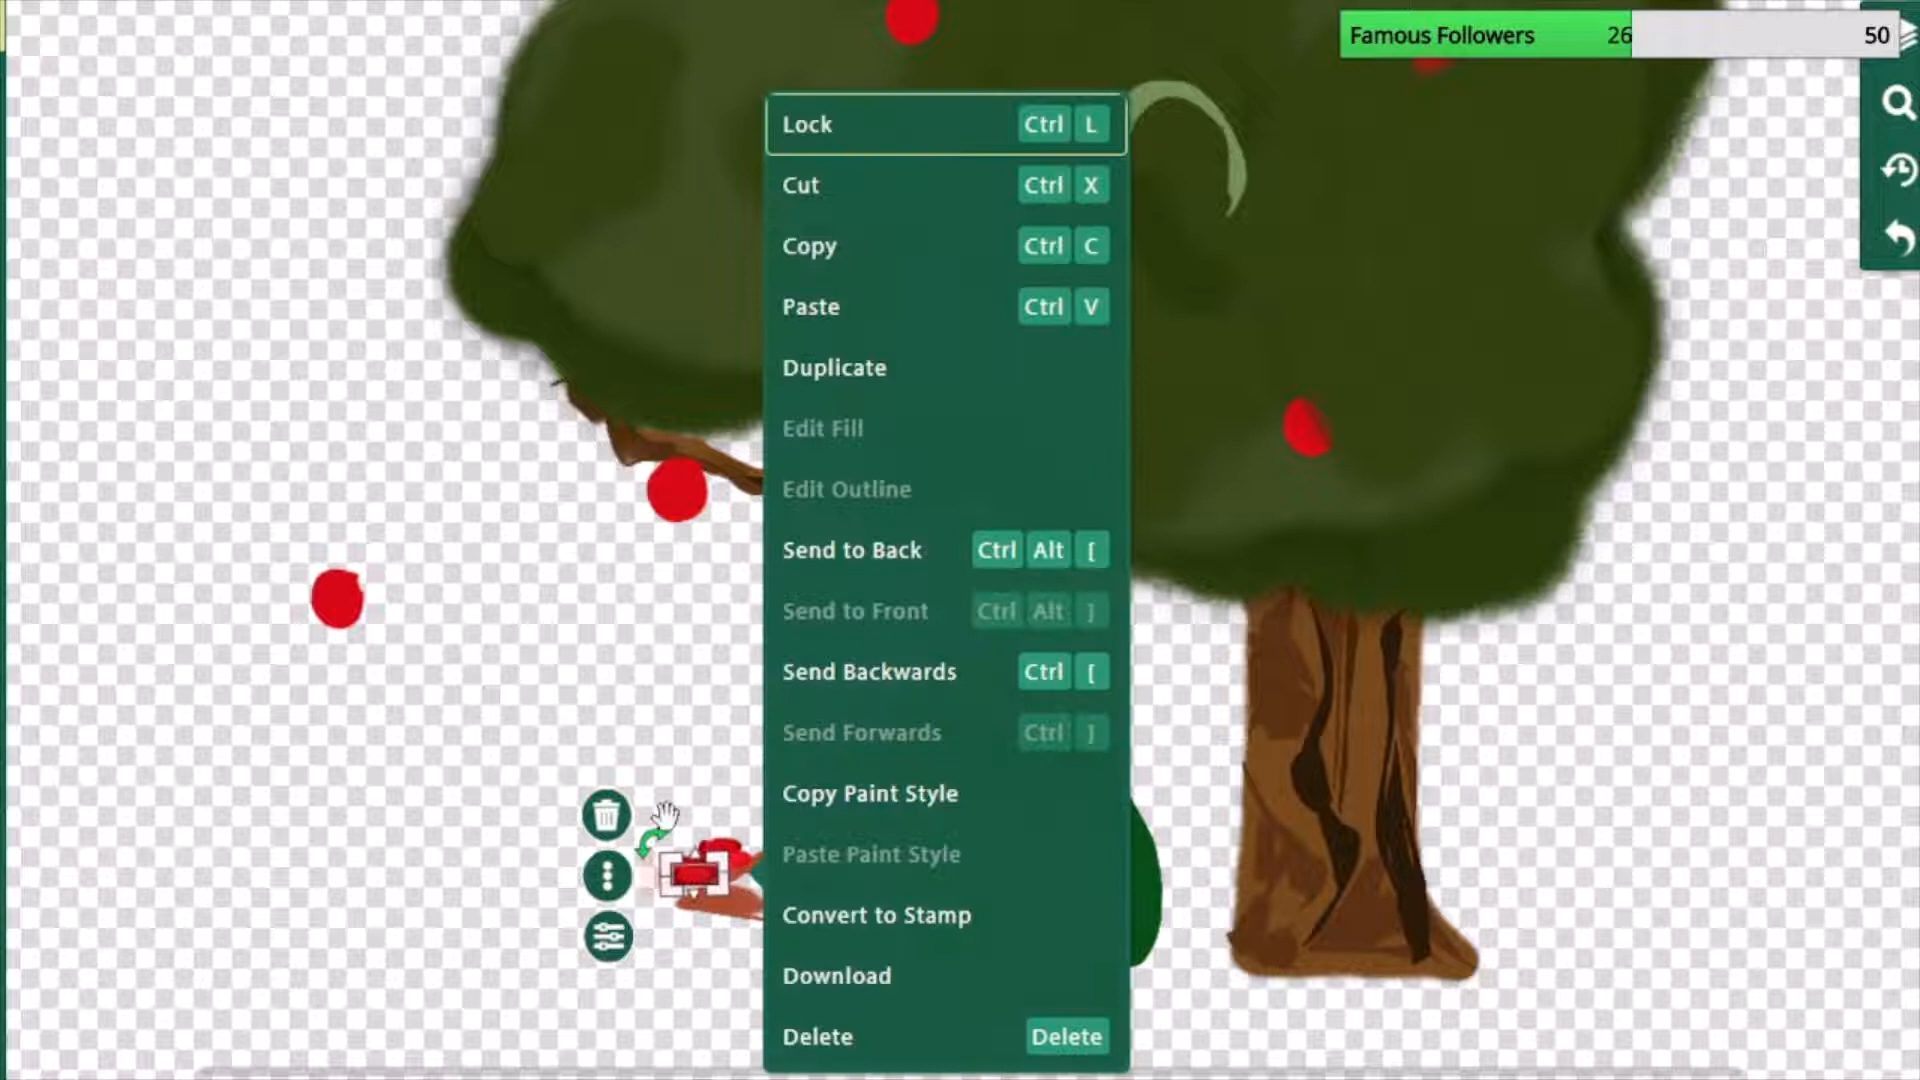 Famous Followers 26 50
Lock Ctrl L
Cut Ctrl X
Copy Ctrl C
Paste Ctrl V
Duplicate
Edit Fill
Edit Outline
Send to Back Ctrl Alt [
Send to Front Ctrl Alt ]
Send Backwards Ctrl [
Send Forwards Ctrl ]
Copy Paint Style
Paste Paint Style
Convert to Stamp
Download
Delete Delete